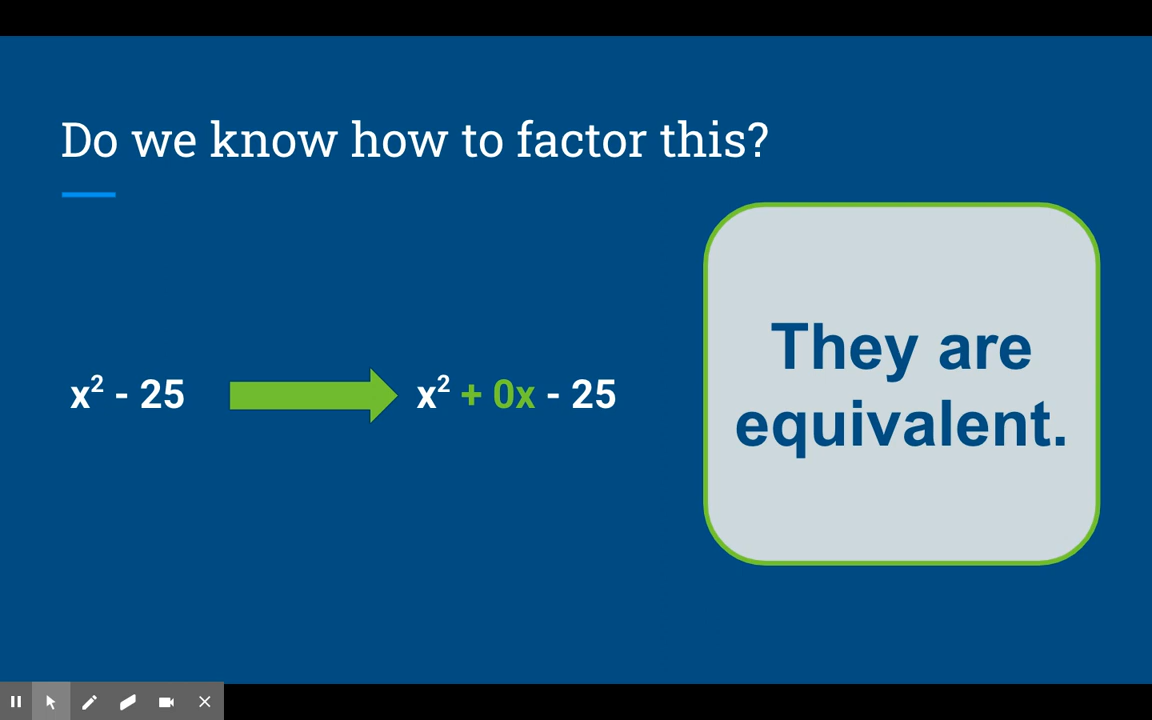 Do we know how to factor this?
x² - 25
x² + 0x - 25
They are
equivalent.